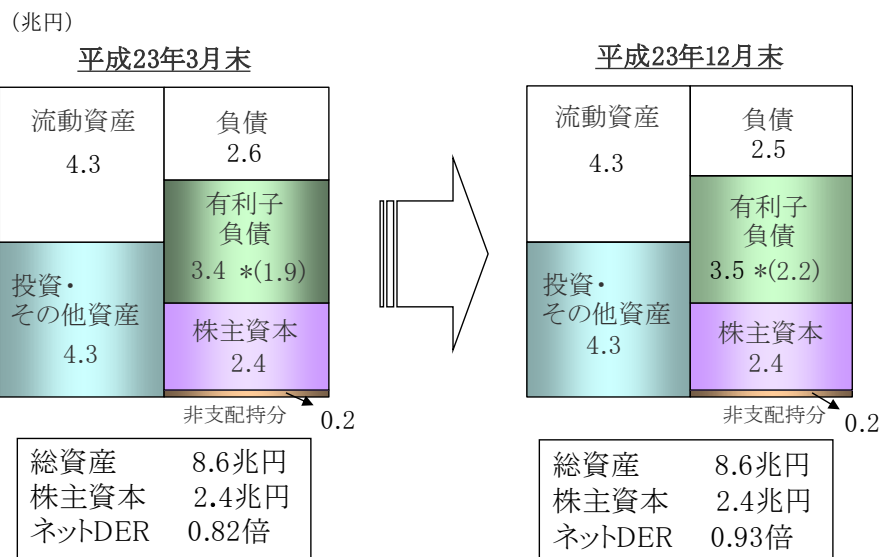 (兆円)
平成23年3月末
流動資産
4.3
負債
2.6
有利子
負債
3.4 *(1.9)
投資・
その他資産
4.3
株主資本
2.4
非支配持分
0.2
総資産 8.6兆円
株主資本 2.4兆円
ネットDER 0.82倍
平成23年12月末
流動資産
4.3
負債
2.5
有利子
負債
3.5 *(2.2)
投資・
その他資産
4.3
株主資本
2.4
非支配持分
0.2
総資産 8.6兆円
株主資本 2.4兆円
ネットDER 0.93倍